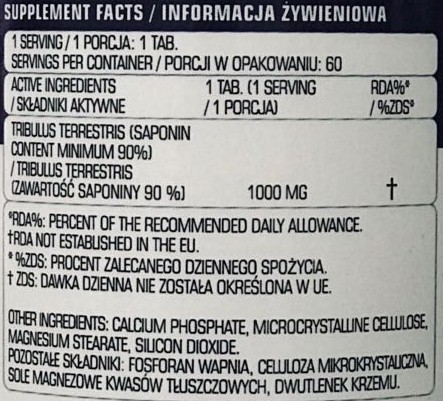 SUPPLEMENT FACTS / INFORMACJA ŻYWIENIOWA
1 SERVING / 1 PORCJA: 1 TAB.
SERVINGS PER CONTAINER / PORCJI W OPAKOWANIU: 60
ACTIVE INGREDIENTS 1 TAB. (1 SERVING RDA%*
/ SKŁADNIKI AKTYWNE / 1 PORCJA) / %ZDS*
TRIBULUS TERRESTRIS (SAPONIN
CONTENT MINIMUM 90%)
/ TRIBULUS TERRESTRIS
(ZAWARTOŚĆ SAPONINY 90 %) 1000 MG †
*RDA%: PERCENT OF THE RECOMMENDED DAILY ALLOWANCE.
†RDA NOT ESTABLISHED IN THE EU.
* %ZDS: PROCENT ZALECANEGO DZIENNEGO SPOŻYCIA.
† ZDS: DAWKA DZIENNA NIE ZOSTAŁA OKREŚLONA W UE.
OTHER INGREDIENTS: CALCIUM PHOSPHATE, MICROCRYSTALLINE CELLULOSE,
MAGNESIUM STEARATE, SILICON DIOXIDE.
POZOSTAŁE SKŁADNIKI: FOSFORAN WAPNIA, CELULOZA MIKROKRYSTALICZNA,
SOLE MAGNEZOWE KWASÓW TŁUSZCZOWYCH, DWUTLENEK KRZEMU.